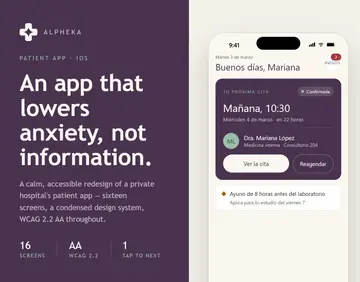 ALPHEKA
PATIENT APP · IOS
An app that
lowers
anxiety, not
information.
A calm, accessible redesign of a private
hospital's patient app — sixteen
screens, a condensed design system,
WCAG 2.2 AA throughout.
16
SCREENS
AA
WCAG 2.2
1
TAP TO NEXT
9:41
Martes 3 de marzo
Buenos días, Mariana
TU PRÓXIMA CITA
Confirmada
Mañana, 10:30
Miércoles 4 de marzo · en 22 horas
ML
Dra. Mariana López
Medicina interna · Consultorio 204
Ver la cita
Reagendar
Ayuno de 8 horas antes del laboratorio
Aplica para tu estudio del viernes 7